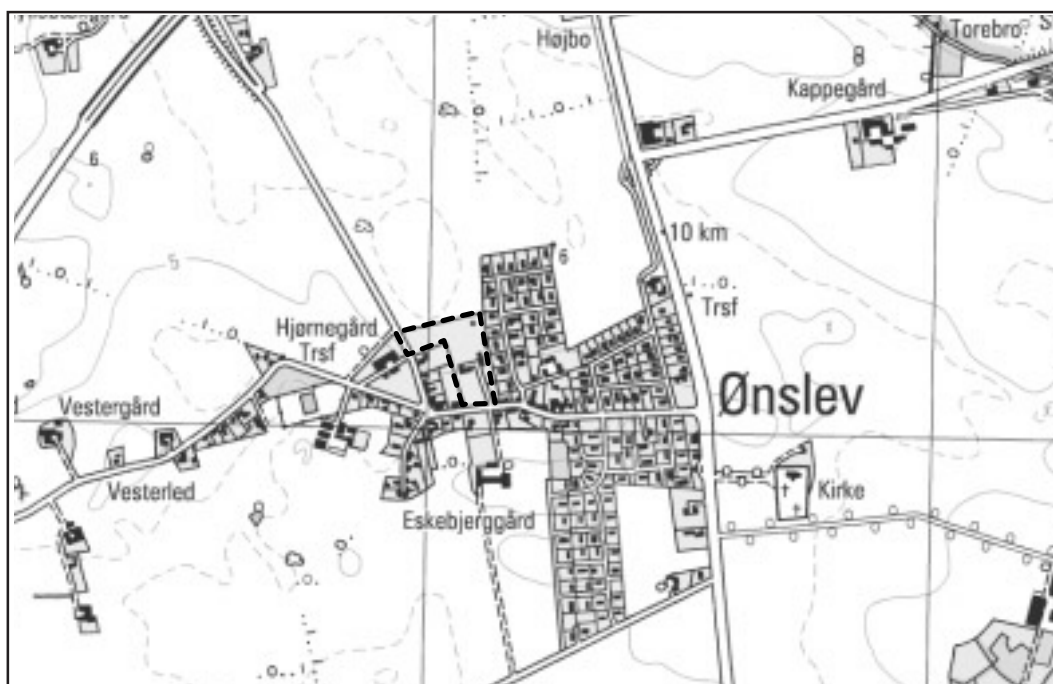 Højbo
Torebro
Kappegård
6
10 km
6
5
Trsf
Hjørnegård
Trsf
Ønslev
Vestergård
Vesterled
Kirke
Eskebjerggård